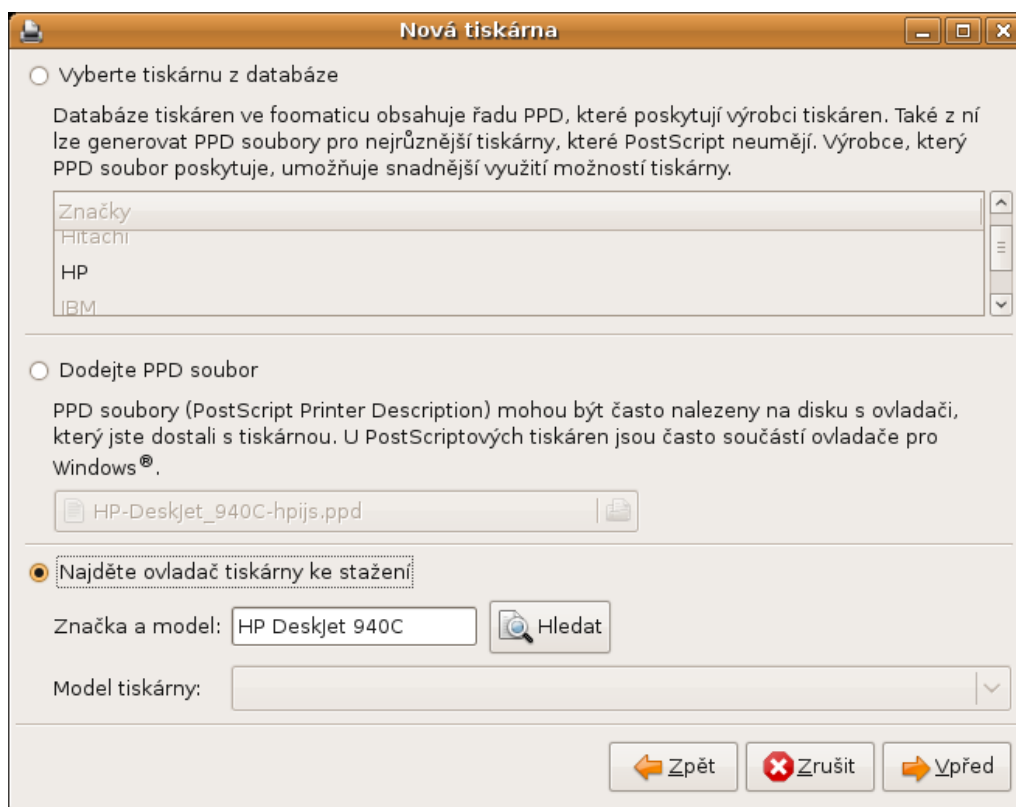 Nová tiskárna
Vyberte tiskárnu z databáze
Databáze tiskáren ve foomaticu obsahuje řadu PPD, které poskytují výrobci tiskáren. Také z ní
lze generovat PPD soubory pro nejrůznější tiskárny, které PostScript neumějí. Výrobce, který
PPD soubor poskytuje, umožňuje snadnější využití možností tiskárny.
Značky
Hitachi
HP
IBM
Dodejte PPD soubor
PPD soubory (PostScript Printer Description) mohou být často nalezeny na disku s ovladači,
který jste dostali s tiskárnou. U PostScriptových tiskáren jsou často součástí ovladače pro
Windows®.
HP-DeskJet_940C-hpijs.ppd
Najděte ovladač tiskárny ke stažení
Značka a model: HP DeskJet 940C Hledat
Model tiskárny:
Zpět Zrušit Vpřed